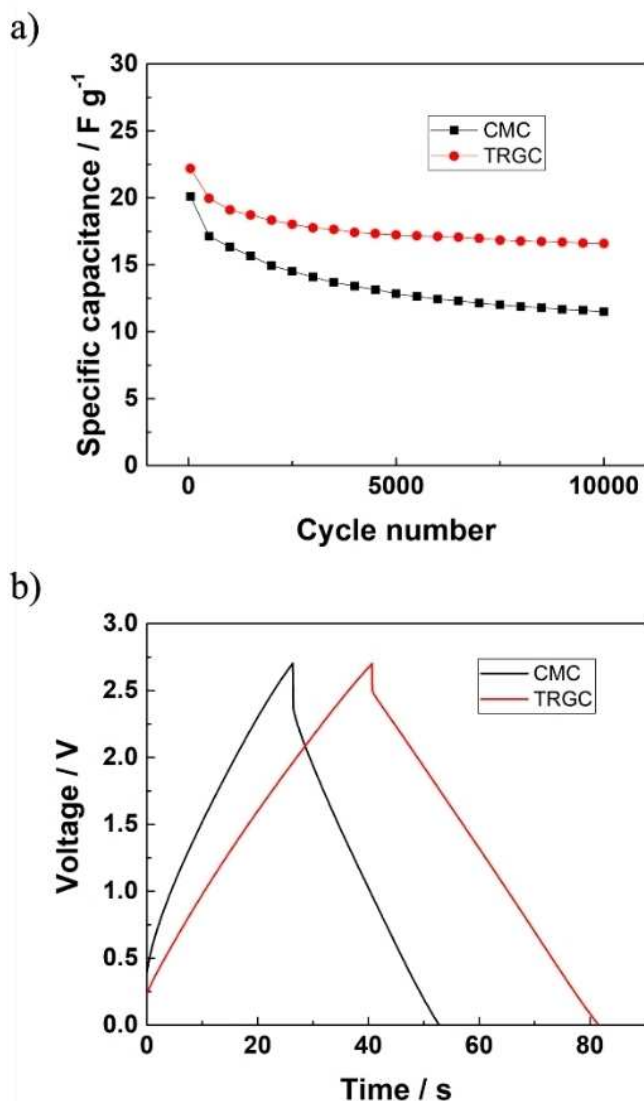 a)
Specific capacitance / F g⁻¹
30
25
20
15
10
5
0
CMC
TRGC
0
5000
10000
Cycle number
b)
Voltage / V
3.0
2.5
2.0
1.5
1.0
0.5
0.0
CMC
TRGC
0
20
40
60
80
Time / s